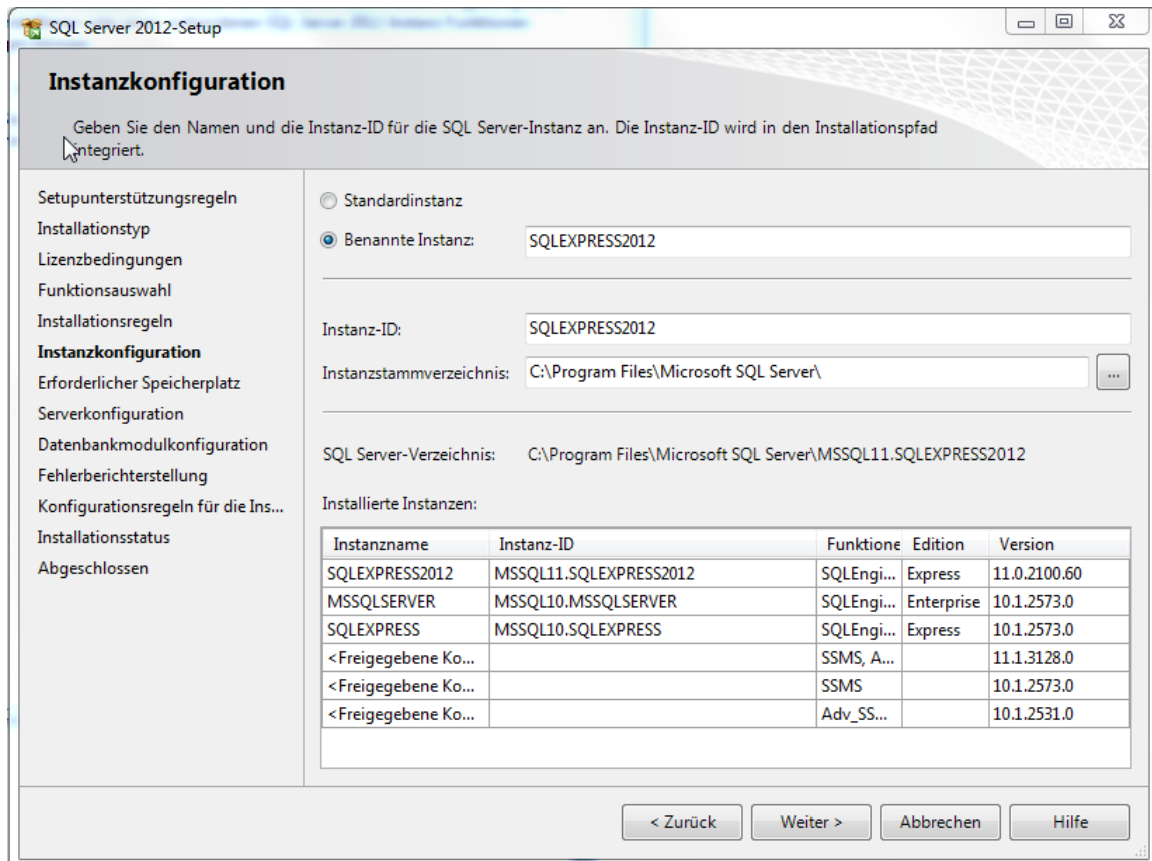 SQL Server 2012-Setup
Instanzkonfiguration
Geben Sie den Namen und die Instanz-ID für die SQL Server-Instanz an. Die Instanz-ID wird in den Installationspfad
integriert.
Setupunterstützungsregeln
Installationstyp
Lizenzbedingungen
Funktionsauswahl
Installationsregeln
Instanzkonfiguration
Erforderlicher Speicherplatz
Serverkonfiguration
Datenbankmodulkonfiguration
Fehlerberichterstellung
Konfigurationsregeln für die Ins...
Installationsstatus
Abgeschlossen
Standardinstanz
Benannte Instanz: SQLEXPRESS2012
Instanz-ID: SQLEXPRESS2012
Instanzstammverzeichnis: C:\Program Files\Microsoft SQL Server\ ...
SQL Server-Verzeichnis: C:\Program Files\Microsoft SQL Server\MSSQL11.SQLEXPRESS2012
Installierte Instanzen:
Instanzname Instanz-ID Funktione Edition Version
SQLEXPRESS2012 MSSQL11.SQLEXPRESS2012 SQLEngi... Express 11.0.2100.60
MSSQLSERVER MSSQL10.MSSQLSERVER SQLEngi... Enterprise 10.1.2573.0
SQLEXPRESS MSSQL10.SQLEXPRESS SQLEngi... Express 10.1.2573.0
<Freigegebene Ko... SSMS, A... 11.1.3128.0
<Freigegebene Ko... SSMS 10.1.2573.0
<Freigegebene Ko... Adv_SS... 10.1.2531.0
< Zurück Weiter > Abbrechen Hilfe